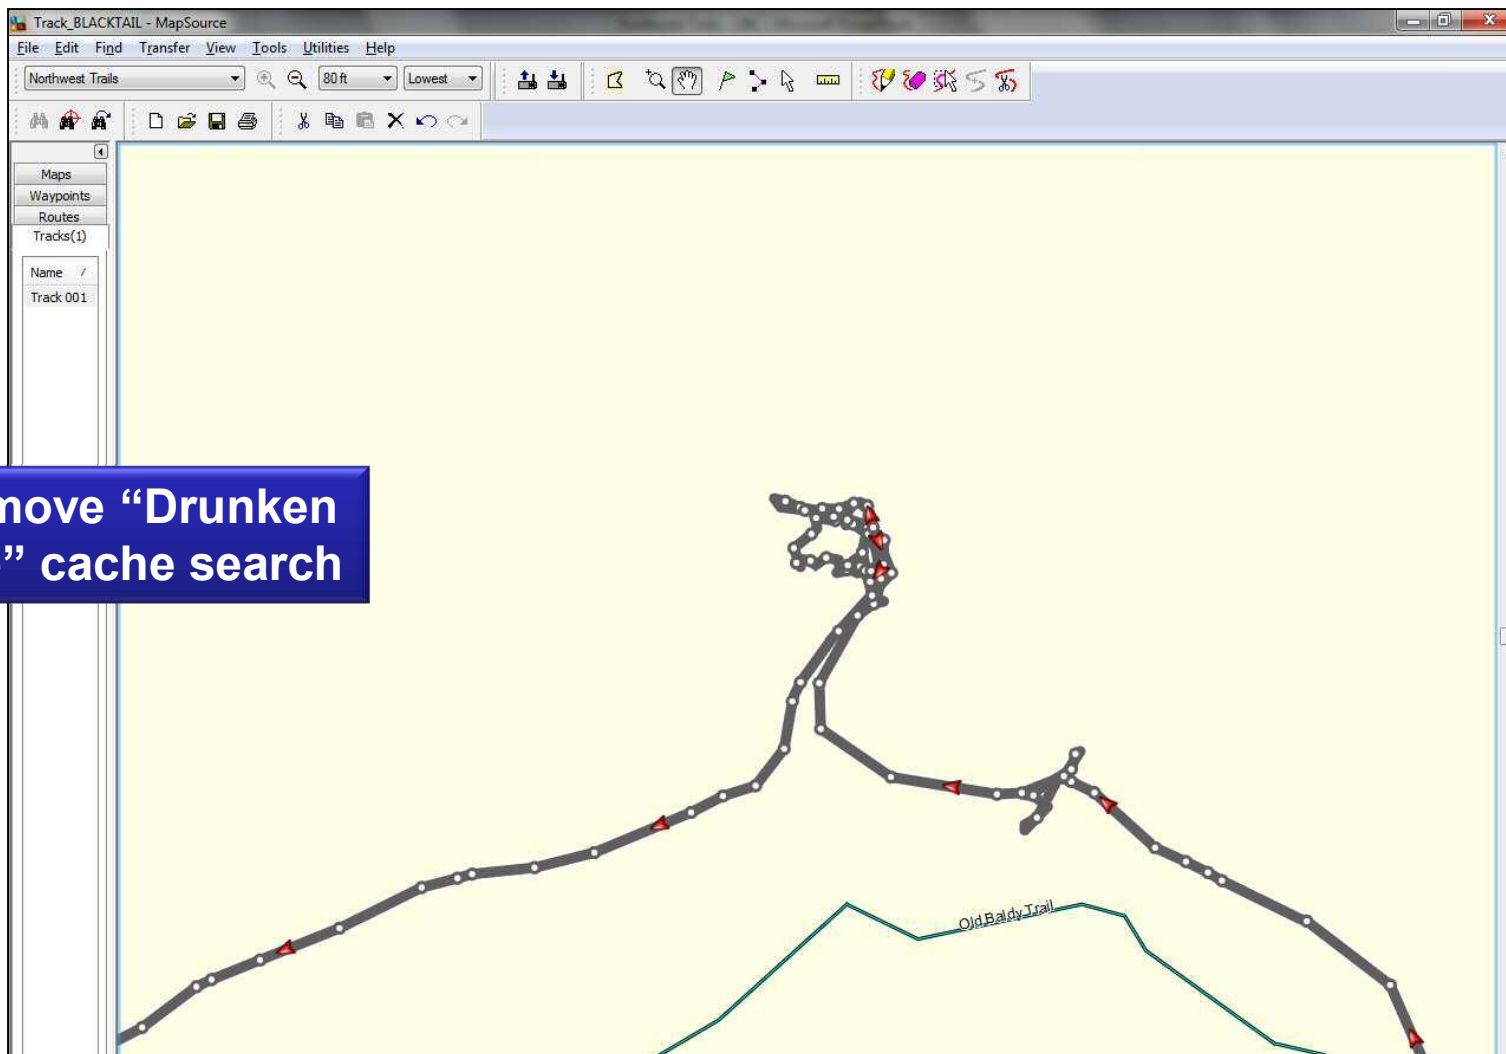 Track_BLACKTAIL - MapSource
File Edit Find Transfer View Tools Utilities Help
Northwest Trails 80 ft Lowest
Maps
Waypoints
Routes
Tracks(1)
Name
Track 001
move “Drunken
” cache search
Old Baldy Trail